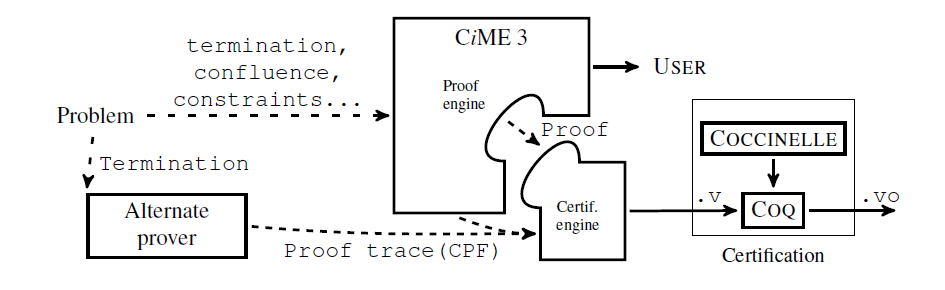 CiME 3
termination,
confluence,
constraints...
USER
Proof
engine
Problem
Proof
COCCINELLE
Termination
Alternate
prover
Certif.
engine
.v
COQ
.vo
Proof trace(CPF)
Certification